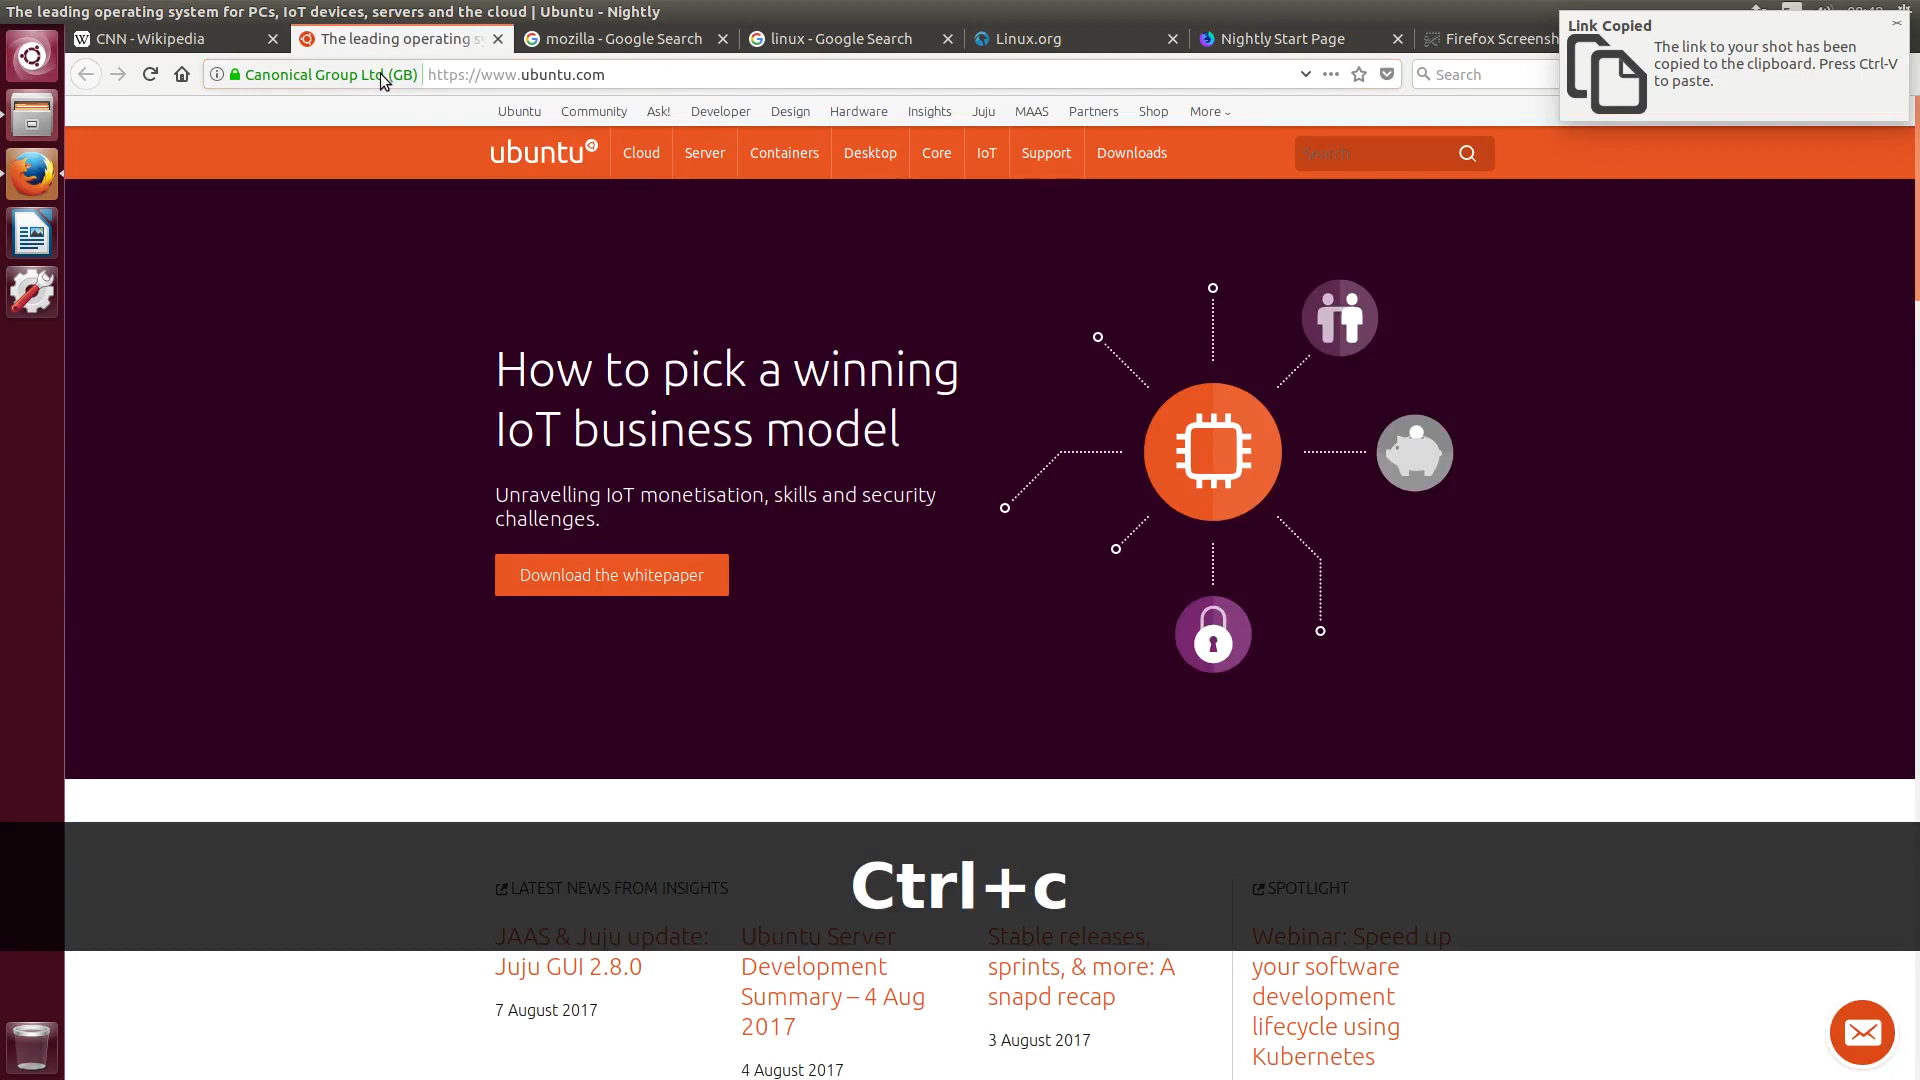 The leading operating system for PCs, IoT devices, servers and the cloud | Ubuntu - Nightly
CNN - Wikipedia
The leading operating s
mozilla - Google Search
linux - Google Search
Linux.org
Nightly Start Page
Firefox Screensh
Link Copied
The link to your shot has been
copied to the clipboard. Press Ctrl-V
to paste.
Canonical Group Ltd (GB)
https://www.ubuntu.com
Search
Ubuntu Community Ask! Developer Design Hardware Insights Juju MAAS Partners Shop More
ubuntu
Cloud Server Containers Desktop Core IoT Support Downloads
Search
How to pick a winning
IoT business model
Unravelling IoT monetisation, skills and security
challenges.
Download the whitepaper
Ctrl+c
LATEST NEWS FROM INSIGHTS
JAAS & Juju update:
Juju GUI 2.8.0
7 August 2017
Ubuntu Server
Development
Summary – 4 Aug
2017
4 August 2017
Stable releases,
sprints, & more: A
snapd recap
3 August 2017
SPOTLIGHT
Webinar: Speed up
your software
development
lifecycle using
Kubernetes